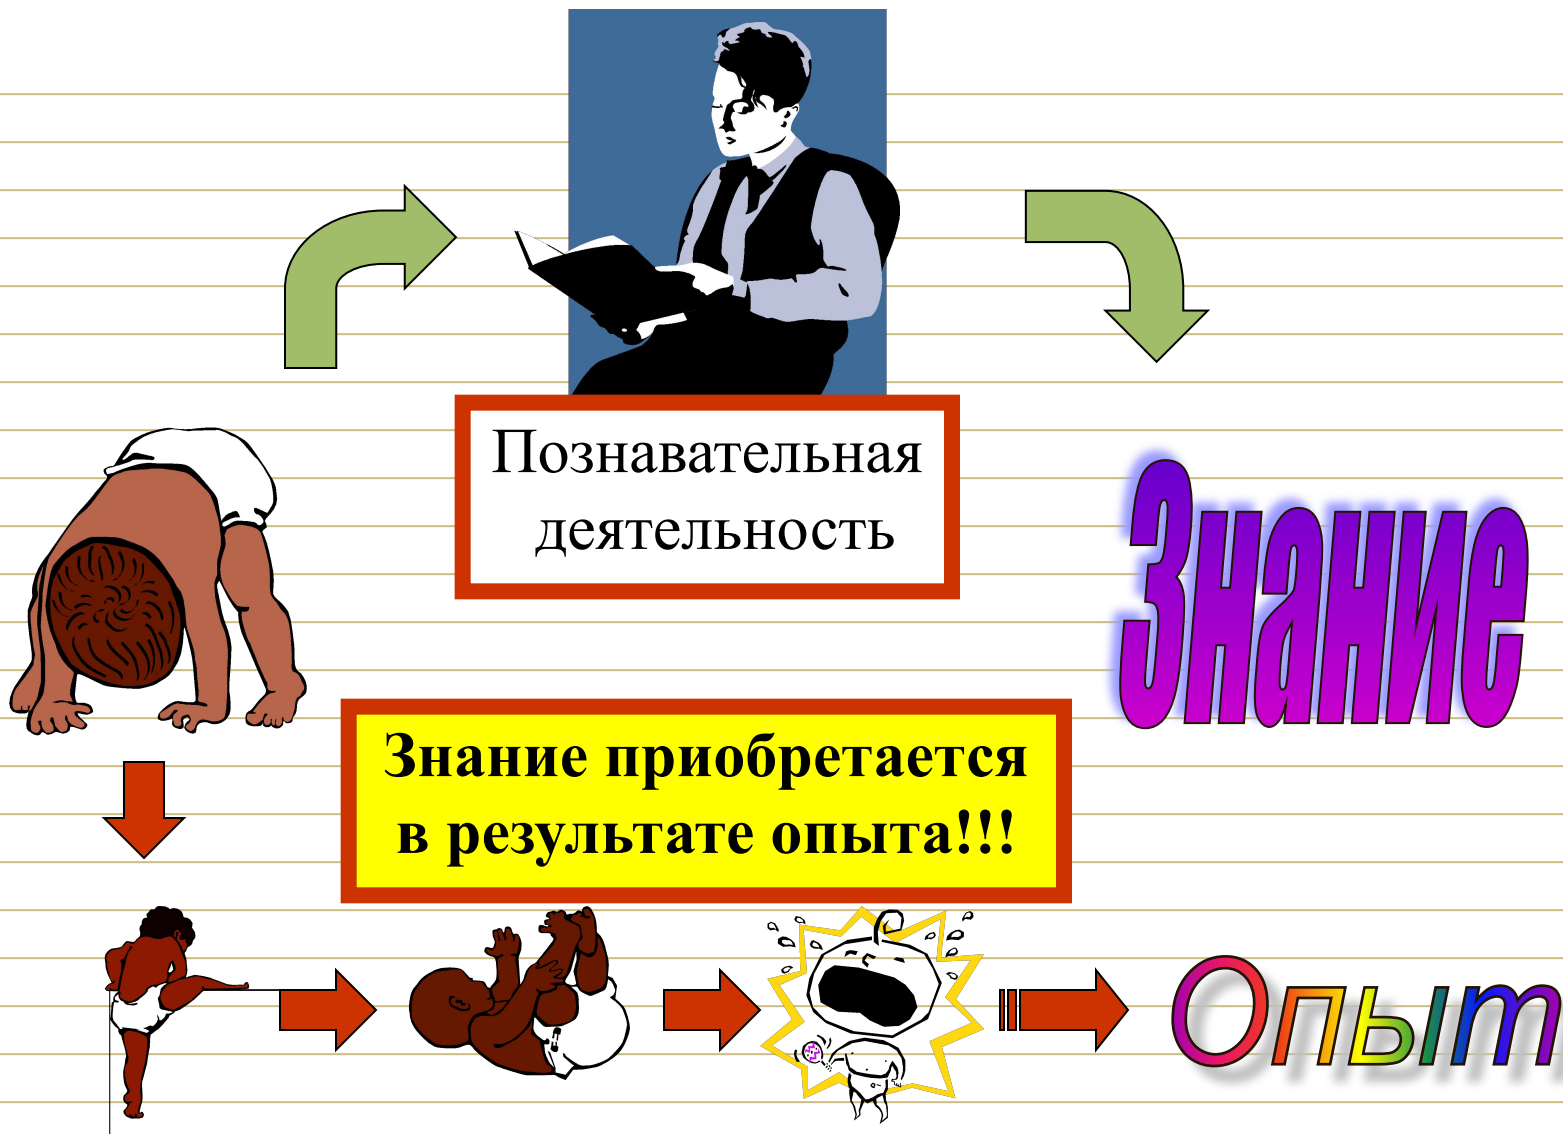 Познавательная
деятельность
Знание
Знание приобретается
в результате опыта!!!
Опыт